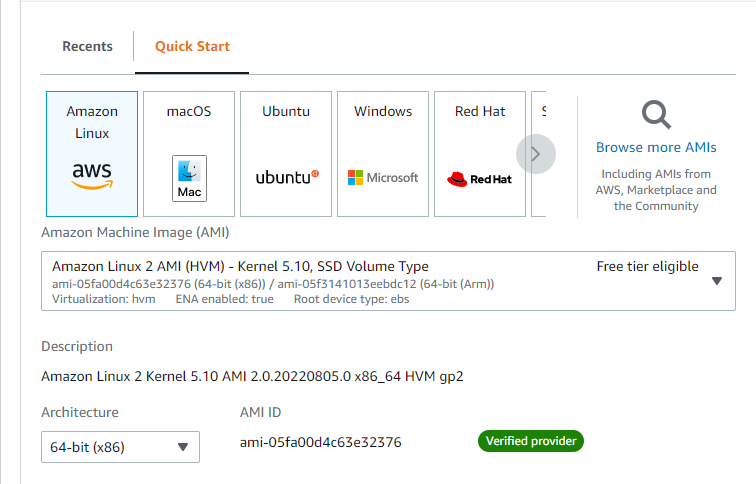 Recents
Quick Start
Amazon
Linux
aws
macOS
Mac
Ubuntu
ubuntu
Windows
Microsoft
Red Hat
Red Hat
S
Browse more AMIs
Including AMIs from
AWS, Marketplace and
the Community
Amazon Machine Image (AMI)
Amazon Linux 2 AMI (HVM) - Kernel 5.10, SSD Volume Type
Free tier eligible
ami-05fa00d4c63e32376 (64-bit (x86)) / ami-05f3141013eebdc12 (64-bit (Arm))
Virtualization: hvm ENA enabled: true Root device type: ebs
Description
Amazon Linux 2 Kernel 5.10 AMI 2.0.20220805.0 x86_64 HVM gp2
Architecture
AMI ID
64-bit (x86)
ami-05fa00d4c63e32376
Verified provider